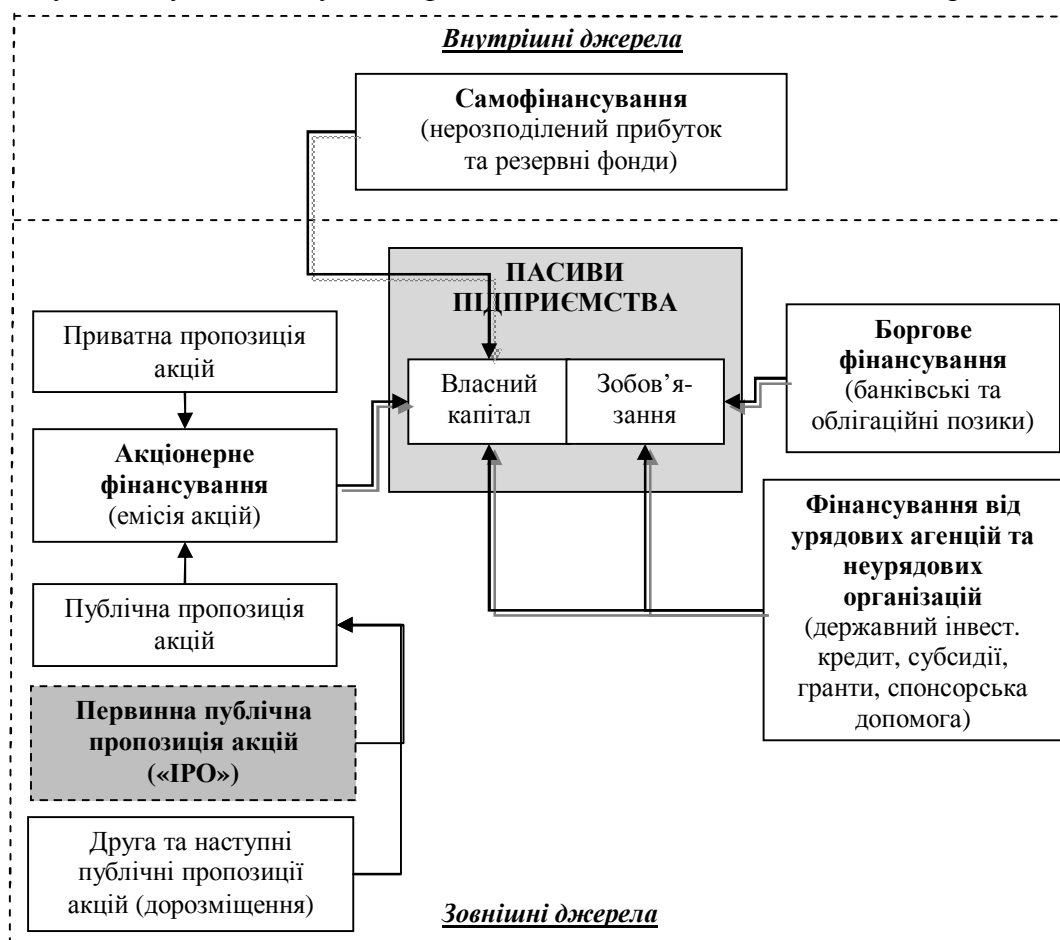 Внутрішні джерела
Самофінансування
(нерозподілений прибуток
та резервні фонди)
ПАСИВИ
ПІДПРИЄМСТВА
Приватна пропозиція
акцій
Власний
капітал
Зобов’я-
зання
Боргове
фінансування
(банківські та
облігаційні позики)
Акціонерне
фінансування
(емісія акцій)
Фінансування від
урядових агенцій та
неурядових
організацій
(державний інвест.
кредит, субсидії,
гранти, спонсорська
допомога)
Публічна пропозиція
акцій
Первинна публічна
пропозиція акцій
(«ІРО»)
Друга та наступні
публічні пропозиції
акцій (дорозміщення)
Зовнішні джерела